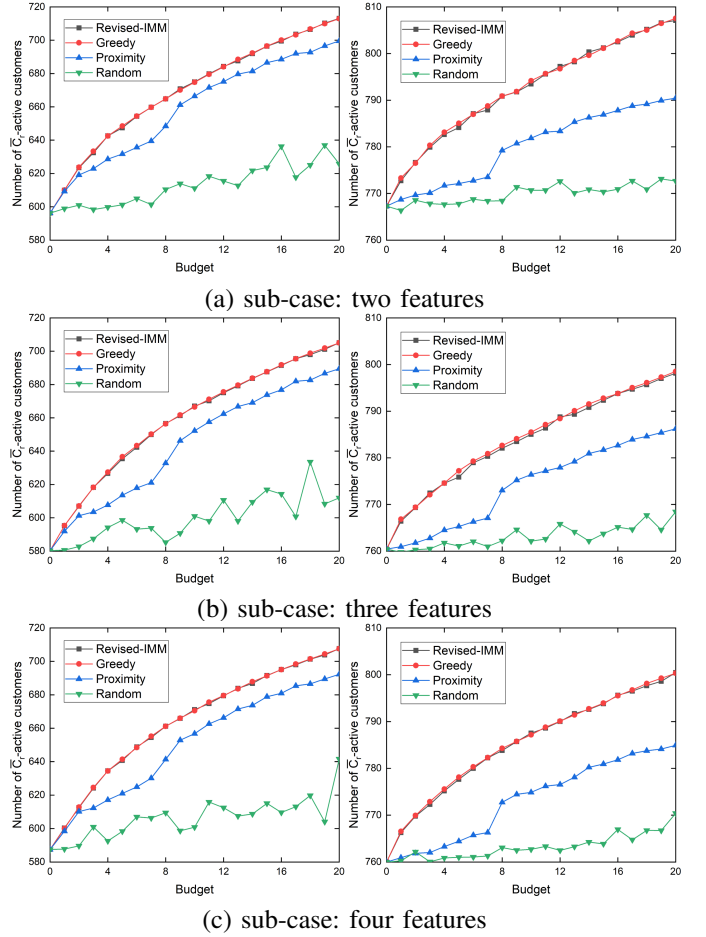 720
700
680
660
640
620
600
580
Number of C̅r-active customers
Revised-IMM
Greedy
Proximity
Random
0 4 8 12 16 20
Budget
810
800
790
780
770
760
Number of C̅r-active customers
Revised-IMM
Greedy
Proximity
Random
0 4 8 12 16 20
Budget
(a) sub-case: two features
720
700
680
660
640
620
600
580
Number of C̅r-active customers
Revised-IMM
Greedy
Proximity
Random
0 4 8 12 16 20
Budget
810
800
790
780
770
760
Number of C̅r-active customers
Revised-IMM
Greedy
Proximity
Random
0 4 8 12 16 20
Budget
(b) sub-case: three features
720
700
680
660
640
620
600
580
Number of C̅r-active customers
Revised-IMM
Greedy
Proximity
Random
0 4 8 12 16 20
Budget
810
800
790
780
770
760
Number of C̅r-active customers
Revised-IMM
Greedy
Proximity
Random
0 4 8 12 16 20
Budget
(c) sub-case: four features